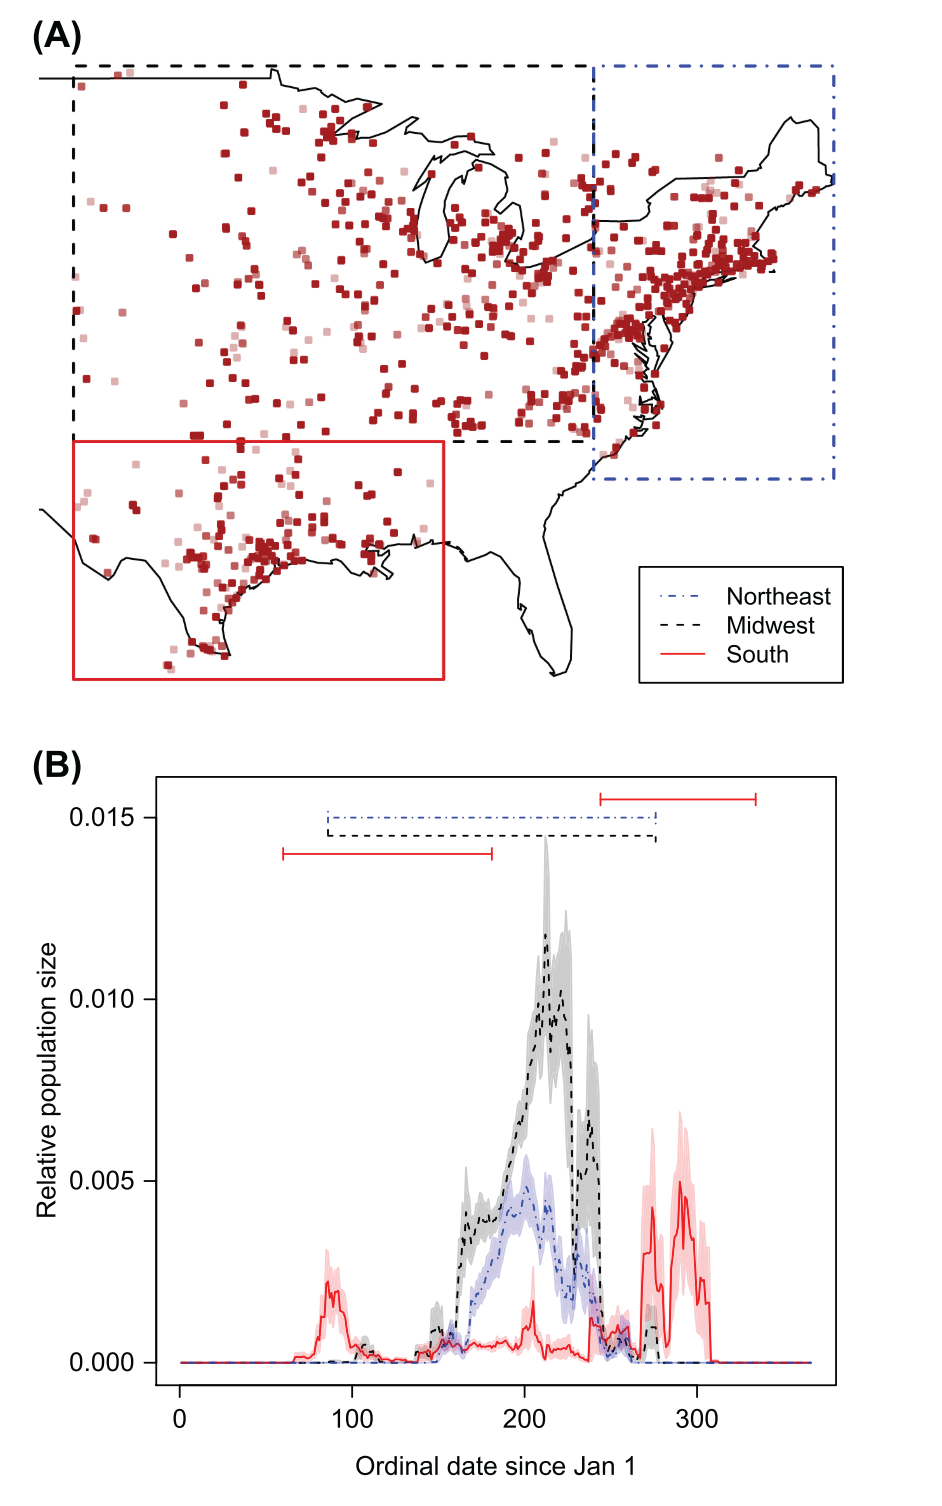 (A)
Northeast
Midwest
South
(B)
0.015
0.010
0.005
0.000
Relative population size
0 100 200 300
Ordinal date since Jan 1